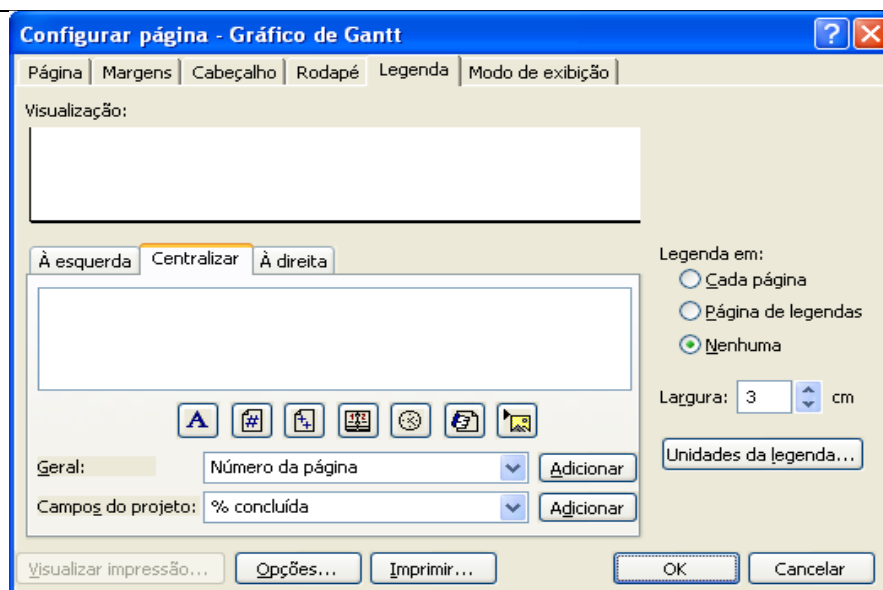 Configurar página - Gráfico de Gantt
Página Margens Cabeçalho Rodapé Legenda Modo de exibição
Visualização:
À esquerda Centralizar À direita
Legenda em:
Cada página
Página de legendas
Nenhuma
Largura: 3 cm
Unidades da legenda...
A # + +
Geral: Número da página Adicionar
Campos do projeto: % concluída Adicionar
Visualizar impressão... Opções... Imprimir... OK Cancelar